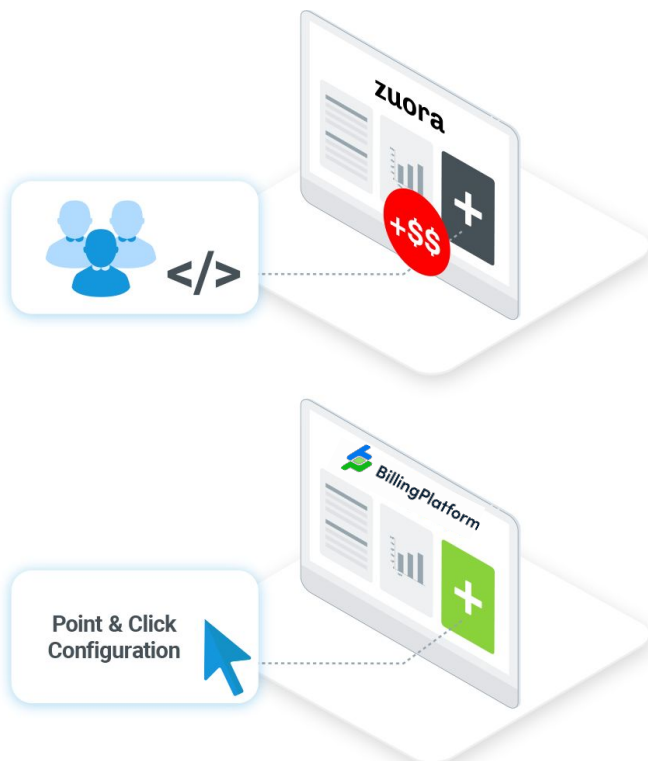 zuora
+
+$$
</>
BillingPlatform
+
Point & Click
Configuration